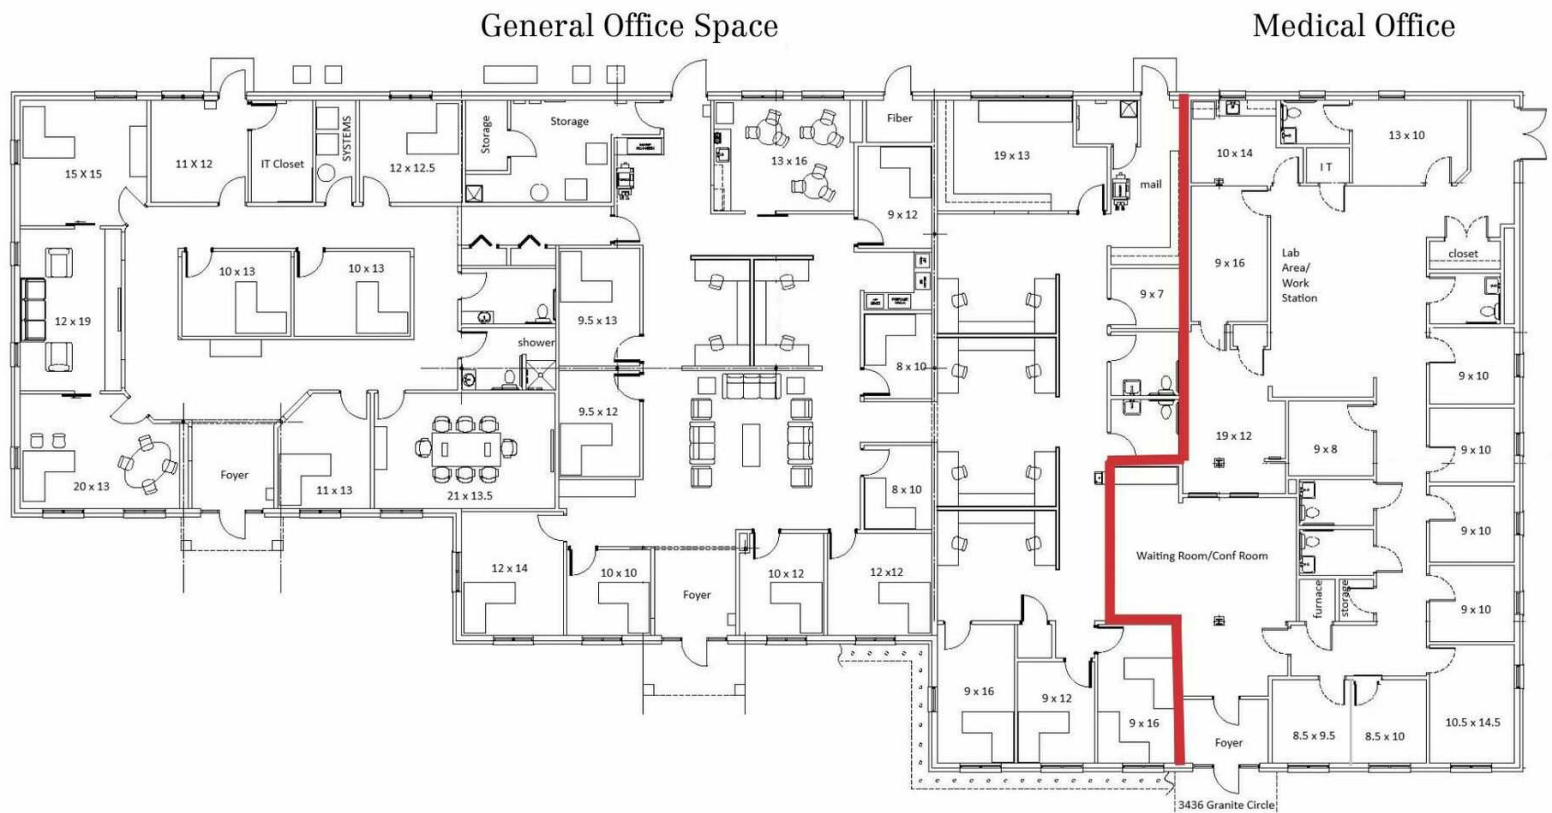 General Office Space
Medical Office
15 X 15
11 X 12
IT Closet
SYSTEMS
12 x 12.5
Storage
Storage
13 x 16
Fiber
9 x 12
19 x 13
mail
10 x 14
IT
13 x 10
10 x 13
10 x 13
12 x 19
9.5 x 13
shower
8 x 10
9 x 7
9 x 16
Lab
Area/
Work
Station
closet
9 x 10
20 x 13
Foyer
11 x 13
21 x 13.5
9.5 x 12
8 x 10
19 x 12
9 x 8
9 x 10
12 x 14
10 x 10
Foyer
10 x 12
12 x12
Waiting Room/Conf Room
furnace
storage
9 x 10
9 x 10
9 x 16
9 x 12
9 x 16
Foyer
8.5 x 9.5
8.5 x 10
10.5 x 14.5
3436 Granite Circle